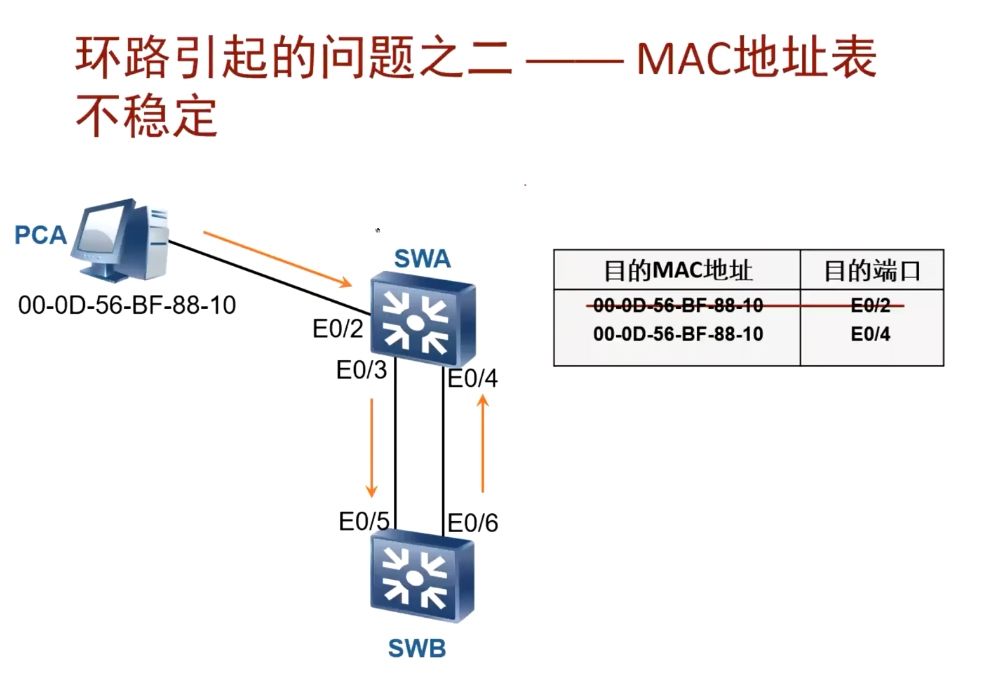 环路引起的问题之二 —— MAC地址表
不稳定
PCA
00-0D-56-BF-88-10
SWA
E0/2
E0/3
E0/4
E0/5
E0/6
SWB
目的MAC地址 目的端口
00-0D-56-BF-88-10 E0/2
00-0D-56-BF-88-10 E0/4